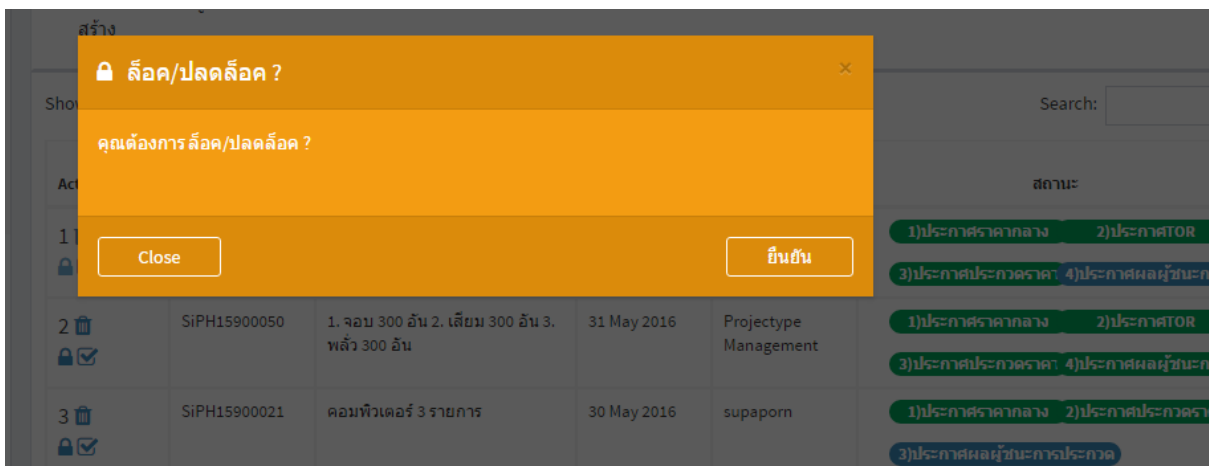 สร้าง
ล็อค/ปลดล็อค ?
×
Show
Search:
คุณต้องการ ล็อค/ปลดล็อค ?
Act
สถานะ
1
1)ประกาศราคากลาง 2)ประกาศTOR
Close
ยืนยัน
3)ประกาศประกวดราคา 4)ประกาศผลผู้ชนะก
2 SiPH15900050 1. จอบ 300 อัน 2. เสียม 300 อัน 3. 31 May 2016 Projectype 1)ประกาศราคากลาง 2)ประกาศTOR
พลั่ว 300 อัน Management
3)ประกาศประกวดราคา 4)ประกาศผลผู้ชนะก
3 SiPH15900021 คอมพิวเตอร์ 3 รายการ 30 May 2016 supaporn 1)ประกาศราคากลาง 2)ประกาศประกวดรา
3)ประกาศผลผู้ชนะการประกวด